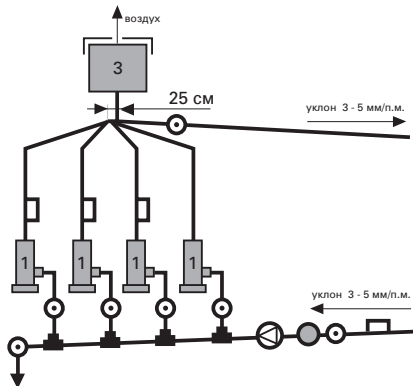 воздух
3
25 см
уклон 3 - 5 мм/п.м.
1 1 1 1
уклон 3 - 5 мм/п.м.